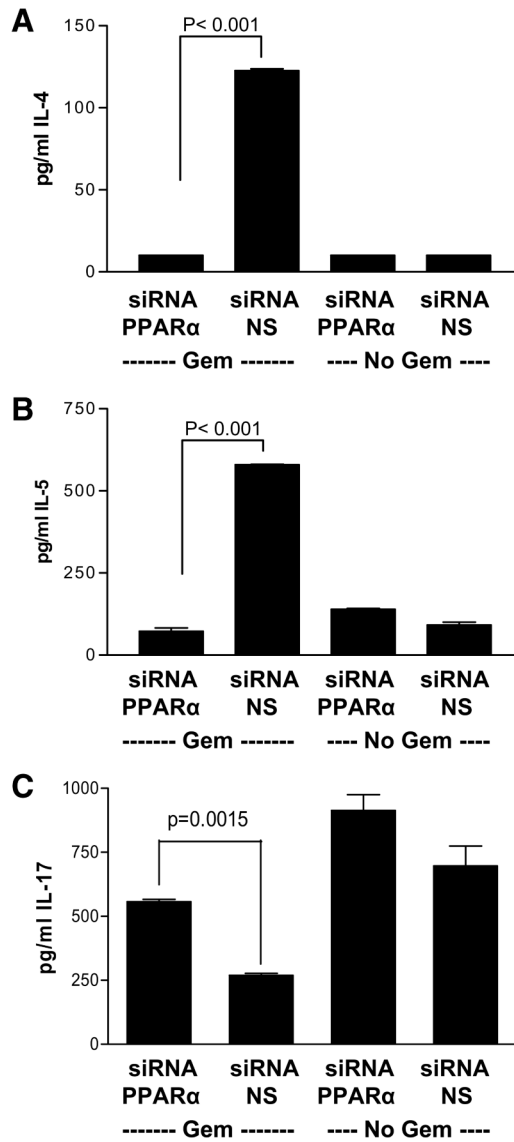 A
P< 0.001
pg/ml IL-4
150
100
50
0
siRNA siRNA siRNA siRNA
PPARα NS PPARα NS
------- Gem ------- ---- No Gem ----
B
P< 0.001
pg/ml IL-5
750
500
250
0
siRNA siRNA siRNA siRNA
PPARα NS PPARα NS
------- Gem ------- ---- No Gem ----
C
p=0.0015
pg/ml IL-17
1000
750
500
250
0
siRNA siRNA siRNA siRNA
PPARα NS PPARα NS
------- Gem ------- ---- No Gem ----